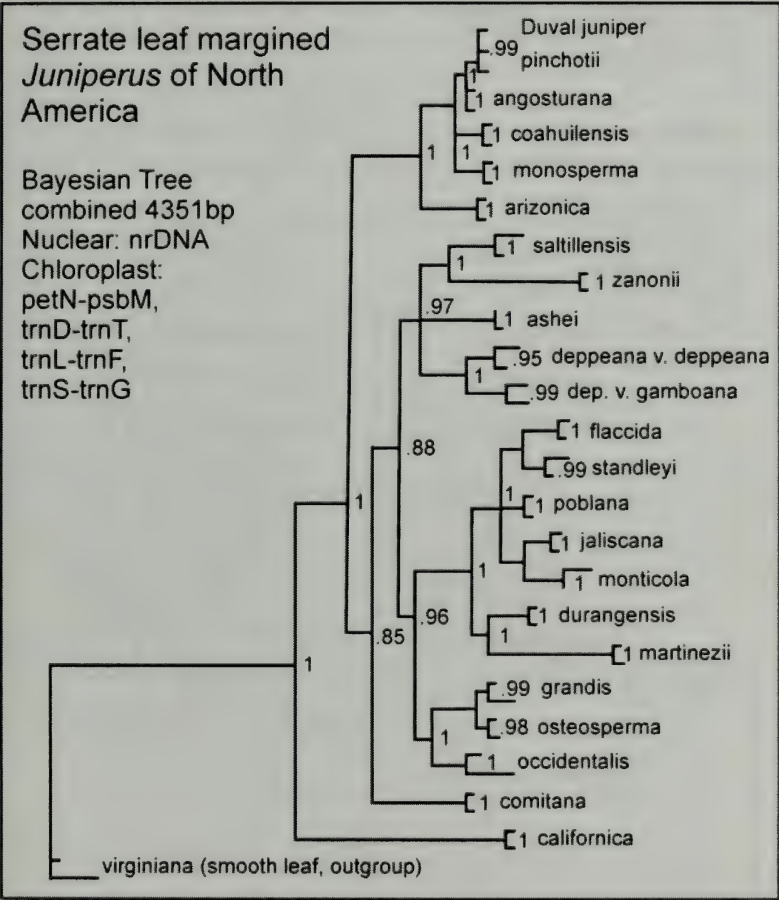 Serrate leaf margined
Juniperus of North
America
Bayesian Tree
combined 4351bp
Nuclear: nrDNA
Chloroplast:
petN-psbM,
trnD-trnT,
trnL-trnF,
trnS-trnG
Duval juniper
.99
pinchotii
1
1 angosturana
1 coahuilensis
1
1
1 monosperma
1 arizonica
1 saltillensis
1
1 zanonii
.97
1 ashei
.95 deppeana v. deppeana
1
.99 dep. v. gamboana
1 flaccida
.88
.99 standleyi
1
1 poblana
1
1 jaliscana
1
1 monticola
1 durangensis
.96
.85
1
1 martinezii
1
.99 grandis
.98 osteosperma
1
1 occidentalis
1 comitana
1 californica
virginiana (smooth leaf, outgroup)